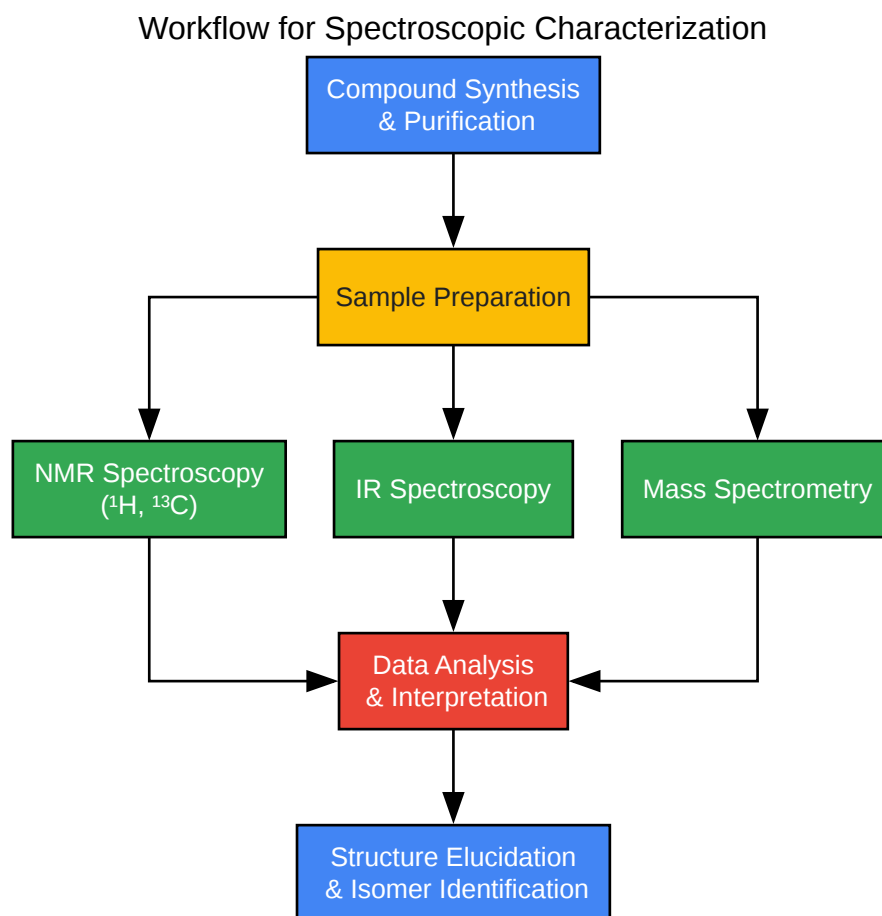 Workflow for Spectroscopic Characterization
Compound Synthesis
& Purification
Sample Preparation
NMR Spectroscopy
(¹H, ¹³C)
IR Spectroscopy
Mass Spectrometry
Data Analysis
& Interpretation
Structure Elucidation
& Isomer Identification